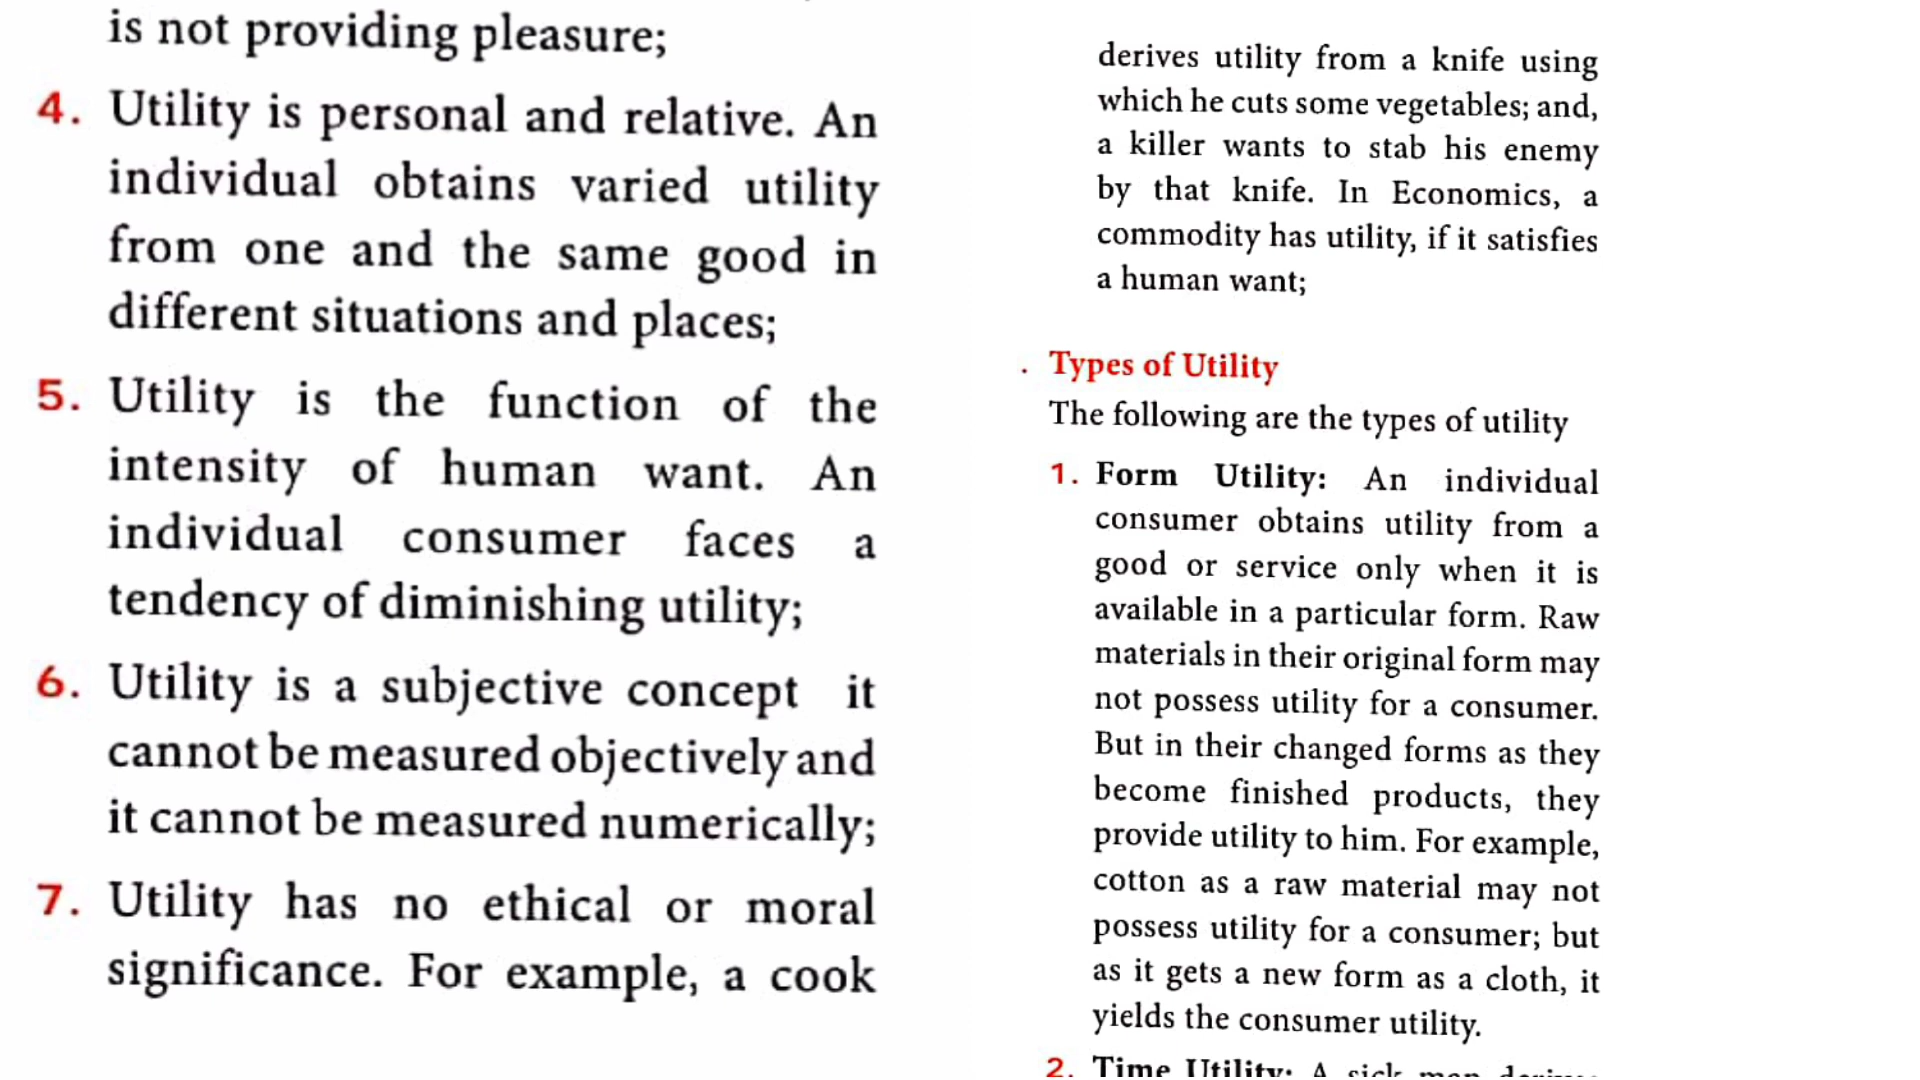 is not providing pleasure;
4. Utility is personal and relative. An
individual obtains varied utility
from one and the same good in
different situations and places;
5. Utility is the function of the
intensity of human want. An
individual consumer faces a
tendency of diminishing utility;
6. Utility is a subjective concept it
cannot be measured objectively and
it cannot be measured numerically;
7. Utility has no ethical or moral
significance. For example, a cook
derives utility from a knife using
which he cuts some vegetables; and,
a killer wants to stab his enemy
by that knife. In Economics, a
commodity has utility, if it satisfies
a human want;
. Types of Utility
The following are the types of utility
1. Form Utility: An individual
consumer obtains utility from a
good or service only when it is
available in a particular form. Raw
materials in their original form may
not possess utility for a consumer.
But in their changed forms as they
become finished products, they
provide utility to him. For example,
cotton as a raw material may not
possess utility for a consumer; but
as it gets a new form as a cloth, it
yields the consumer utility.
2. Time Utility: A sick man derives